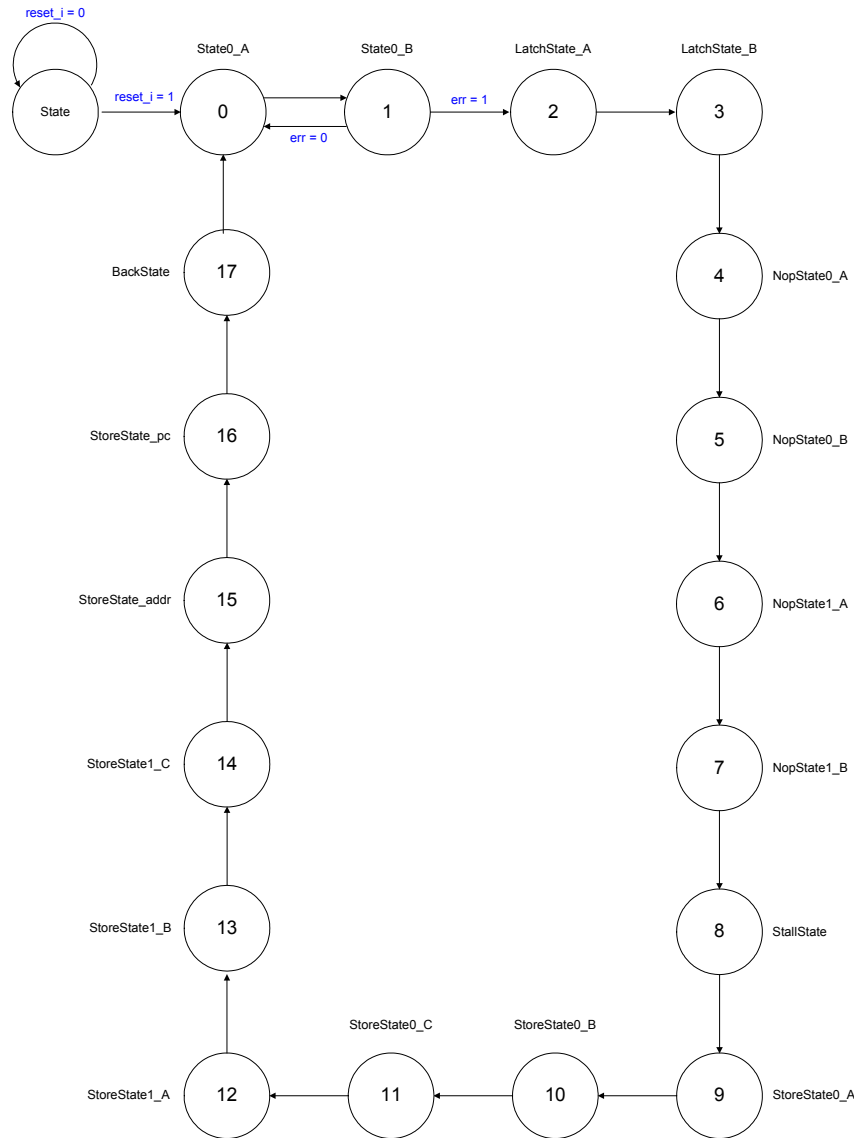 reset_i = 0
State0_A
State0_B
LatchState_A
LatchState_B
State
reset_i = 1
0
1
err = 1
2
3
err = 0
BackState
17
4
NopState0_A
StoreState_pc
16
5
NopState0_B
StoreState_addr
15
6
NopState1_A
StoreState1_C
14
7
NopState1_B
StoreState1_B
13
8
StallState
StoreState0_C
StoreState0_B
StoreState1_A
12
11
10
9
StoreState0_A